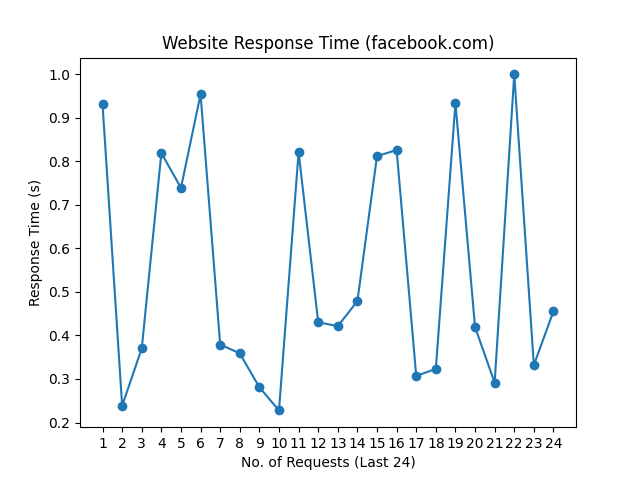 Website Response Time (facebook.com)
1.0
0.9
0.8
0.7
0.6
0.5
0.4
0.3
0.2
Response Time (s)
1 2 3 4 5 6 7 8 9 10 11 12 13 14 15 16 17 18 19 20 21 22 23 24
No. of Requests (Last 24)